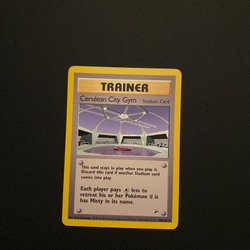 TRAINER
Cerulean City Gym Stadium Card
This card stays in play when you play it.
Discard this card if another Stadium card
comes into play.
Each player pays less to
retreat his or her Pokémon if it
has Misty in its name.